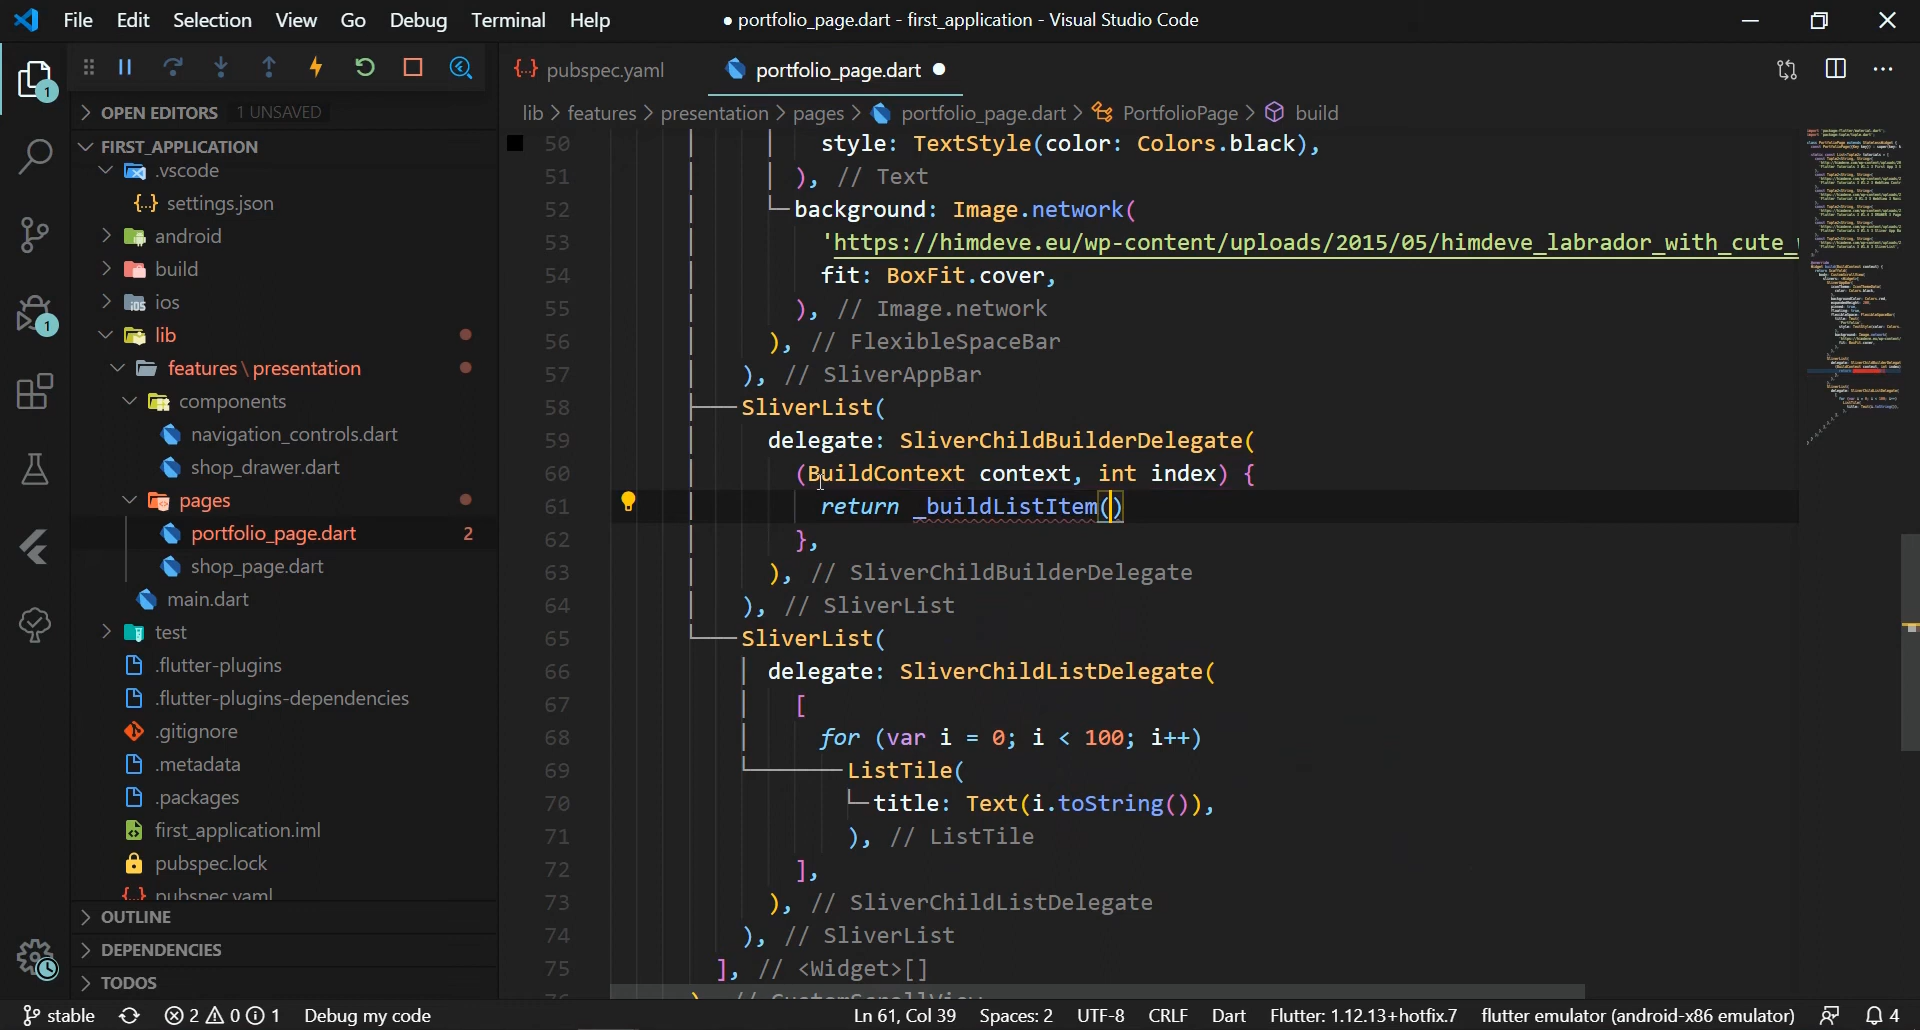 File Edit Selection View Go Debug Terminal Help
● portfolio_page.dart - first_application - Visual Studio Code
pubspec.yaml
portfolio_page.dart
OPEN EDITORS 1 UNSAVED
lib > features > presentation > pages > portfolio_page.dart > PortfolioPage > build
FIRST_APPLICATION
.vscode
settings.json
android
build
ios
lib
features \ presentation
components
navigation_controls.dart
shop_drawer.dart
pages
portfolio_page.dart 2
shop_page.dart
main.dart
test
.flutter-plugins
.flutter-plugins-dependencies
.gitignore
.metadata
.packages
first_application.iml
pubspec.lock
pubspec.yaml
OUTLINE
DEPENDENCIES
TODOS
50 style: TextStyle(color: Colors.black),
51 ), // Text
52 background: Image.network(
53 'https://himdeve.eu/wp-content/uploads/2015/05/himdeve_labrador_with_cute_
54 fit: BoxFit.cover,
55 ), // Image.network
56 ), // FlexibleSpaceBar
57 ), // SliverAppBar
58 SliverList(
59 delegate: SliverChildBuilderDelegate(
60 (BuildContext context, int index) {
61 return _buildListItem()
62 },
63 ), // SliverChildBuilderDelegate
64 ), // SliverList
65 SliverList(
66 delegate: SliverChildListDelegate(
67 [
68 for (var i = 0; i < 100; i++)
69 ListTile(
70 title: Text(i.toString()),
71 ), // ListTile
72 ],
73 ), // SliverChildListDelegate
74 ), // SliverList
75 ], // <Widget>[]
76 ), // CustomScrollView
stable 2 0 1 Debug my code Ln 61, Col 39 Spaces: 2 UTF-8 CRLF Dart Flutter: 1.12.13+hotfix.7 flutter emulator (android-x86 emulator) 4